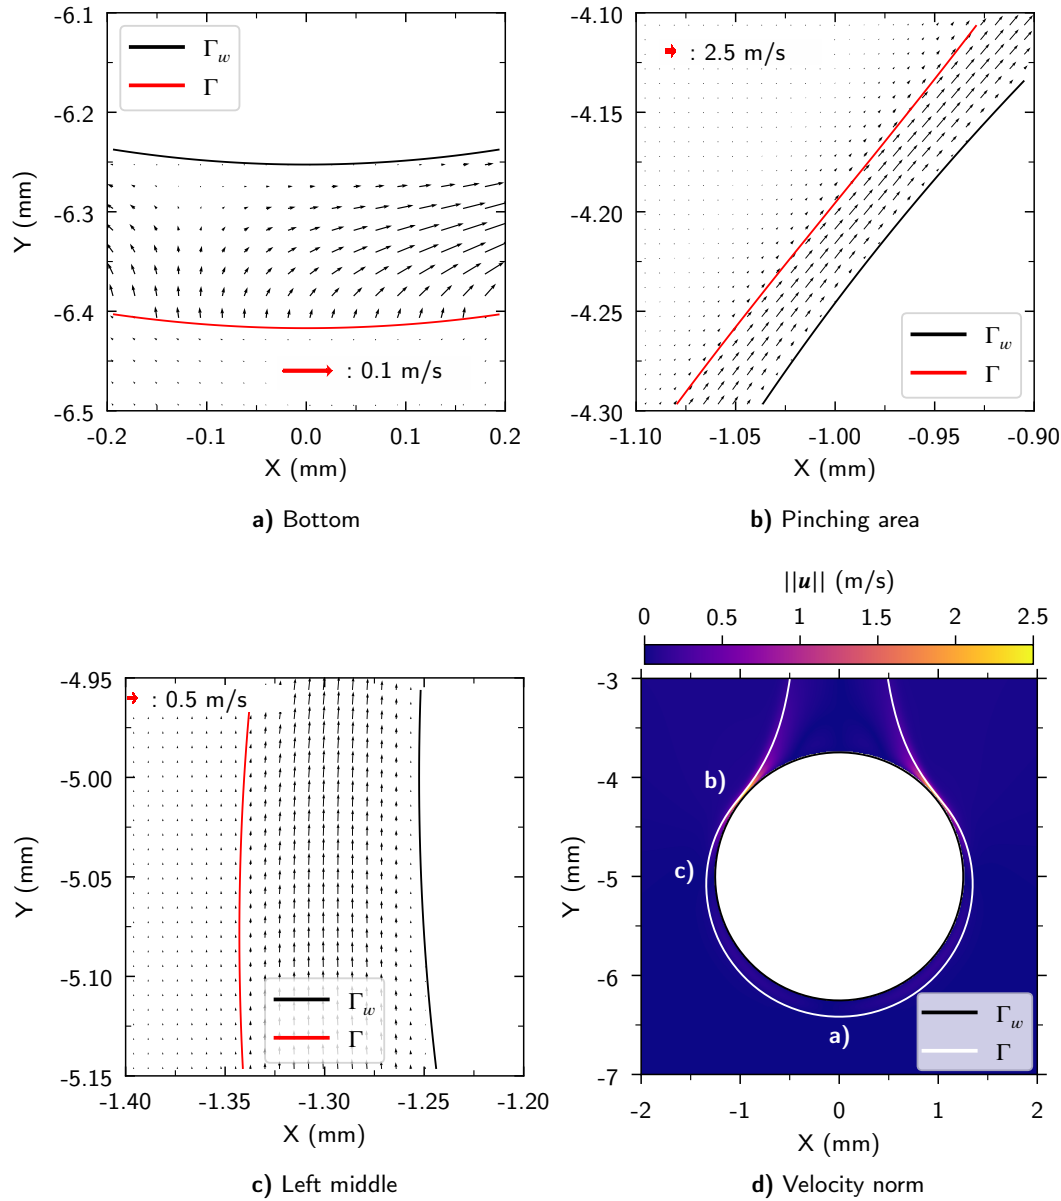 -6.1
-6.2
-6.3
-6.4
-6.5
Y (mm)
Γw
Γ
: 0.1 m/s
-0.2 -0.1 0.0 0.1 0.2
X (mm)
a) Bottom
-4.10
-4.15
-4.20
-4.25
-4.30
: 2.5 m/s
Γw
Γ
-1.10 -1.05 -1.00 -0.95 -0.90
X (mm)
b) Pinching area
-4.95
-5.00
-5.05
-5.10
-5.15
Y (mm)
: 0.5 m/s
Γw
Γ
-1.40 -1.35 -1.30 -1.25 -1.20
X (mm)
c) Left middle
||u|| (m/s)
0 0.5 1 1.5 2 2.5
-3
-4
-5
-6
-7
Y (mm)
b)
c)
a)
Γw
Γ
-2 -1 0 1 2
X (mm)
d) Velocity norm